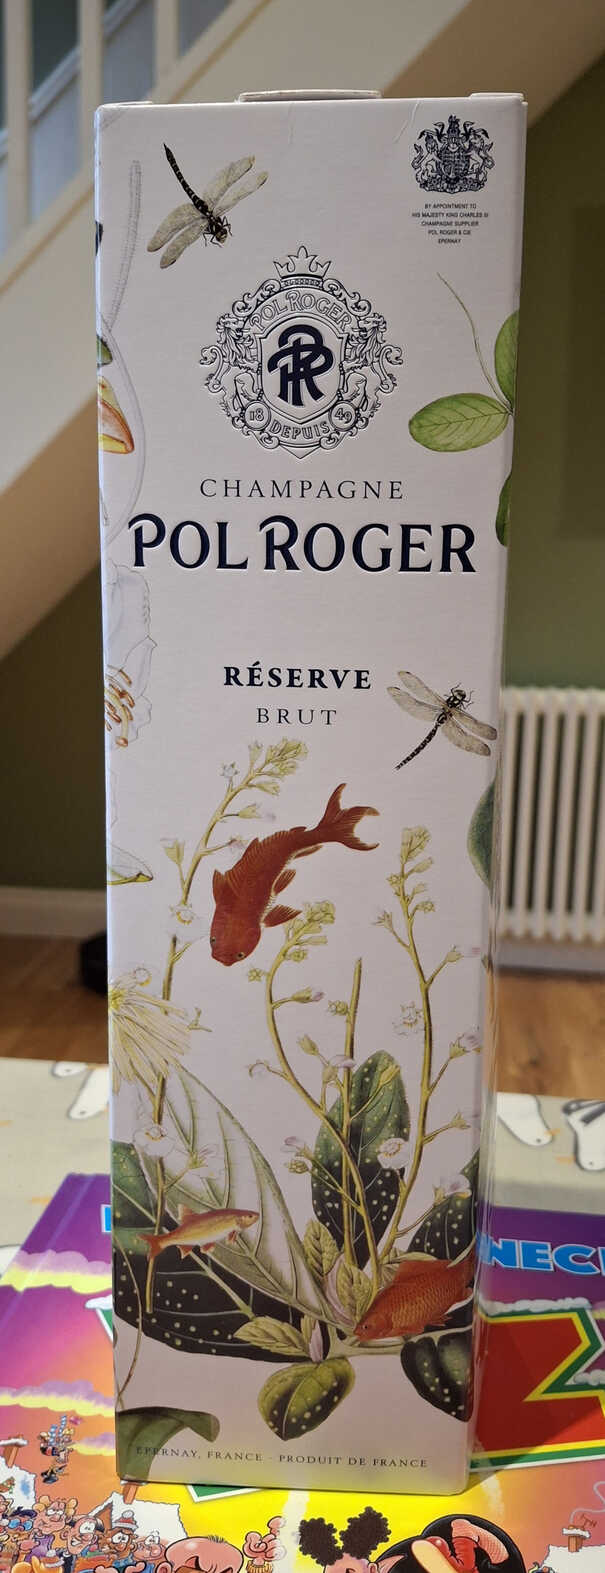 BY APPOINTMENT TO
HIS MAJESTY KING CHARLES III
CHAMPAGNE SUPPLIER
POL ROGER & CIE
EPERNAY
POL ROGER
PR
18 49
DEPUIS
CHAMPAGNE
POL ROGER
RÉSERVE
BRUT
EPERNAY, FRANCE - PRODUIT DE FRANCE